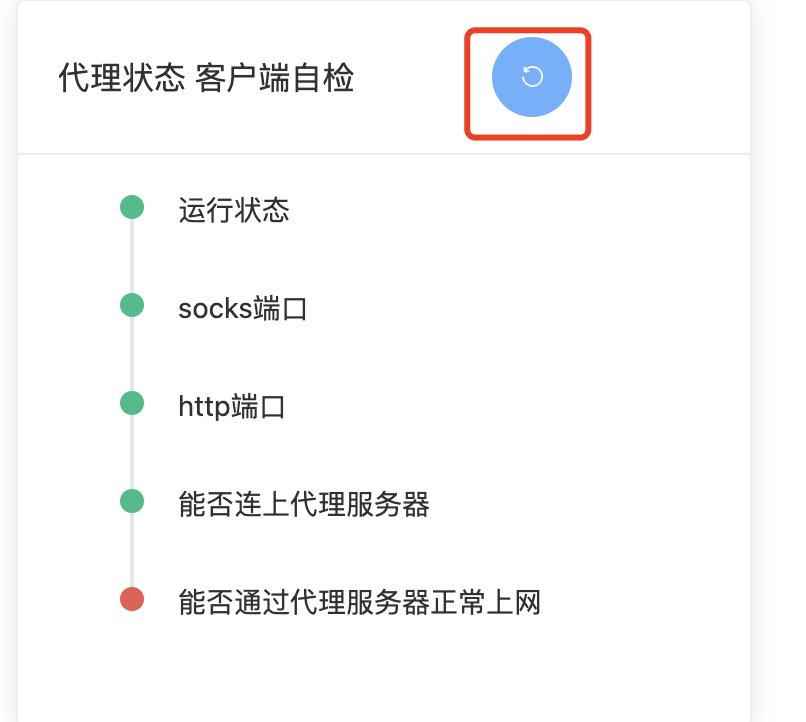 代理状态 客户端自检
运行状态
socks端口
http端口
能否连上代理服务器
能否通过代理服务器正常上网